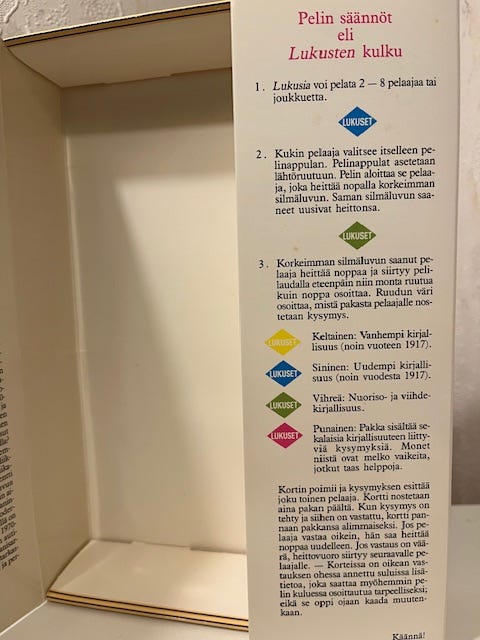 Pelin säännöt
eli
Lukusten kulku
1. Lukusia voi pelata 2 — 8 pelaajaa tai
joukkuetta.
LUKUSET
2. Kukin pelaaja valitsee itselleen pe-
linappulan. Pelinappulat asetetaan
lähtöruutuun. Pelin aloittaa se pelaa-
ja, joka heittää nopalla korkeimman
silmäluvun. Saman silmäluvun saa-
neet uusivat heittonsa.
LUKUSET
3. Korkeimman silmäluvun saanut pe-
laaja heittää noppaa ja siirtyy peli-
laudalla eteenpäin niin monta ruutua
kuin noppa osoittaa. Ruudun väri
osoittaa, mistä pakasta pelaajalle nos-
tetaan kysymys.
LUKUSET
Keltainen: Vanhempi kirjal-
lisuus (noin vuoteen 1917).
LUKUSET
Sininen: Uudempi kirjalli-
suus (noin vuodesta 1917).
LUKUSET
Vihreä: Nuoriso- ja viihde-
kirjallisuus.
LUKUSET
Punainen: Pakka sisältää se-
kalaisia kirjallisuuteen liitty-
viä kysymyksiä. Monet
niistä ovat melko vaikeita,
jotkut taas helppoja.
Kortin poimii ja kysymyksen esittää
joku toinen pelaaja. Kortti nostetaan
aina pakan päältä. Kun kysymys on
tehty ja siihen on vastattu, kortti pan-
naan pakkansa alimmaiseksi. Jos pe-
laaja vastaa oikein, hän saa heittää
noppaa uudelleen. Jos vastaus on vää-
rä, heittovuoro siirtyy seuraavalle pe-
laajalle. — Korteissa on oikean vas-
tauksen ohessa annettu suluissa lisä-
tietoa, joka saattaa myöhemmin pe-
lin kuluessa osoittautua tarpeelliseksi;
eikä se oppi ojaan kaada muuten-
kaan.
Käännä!